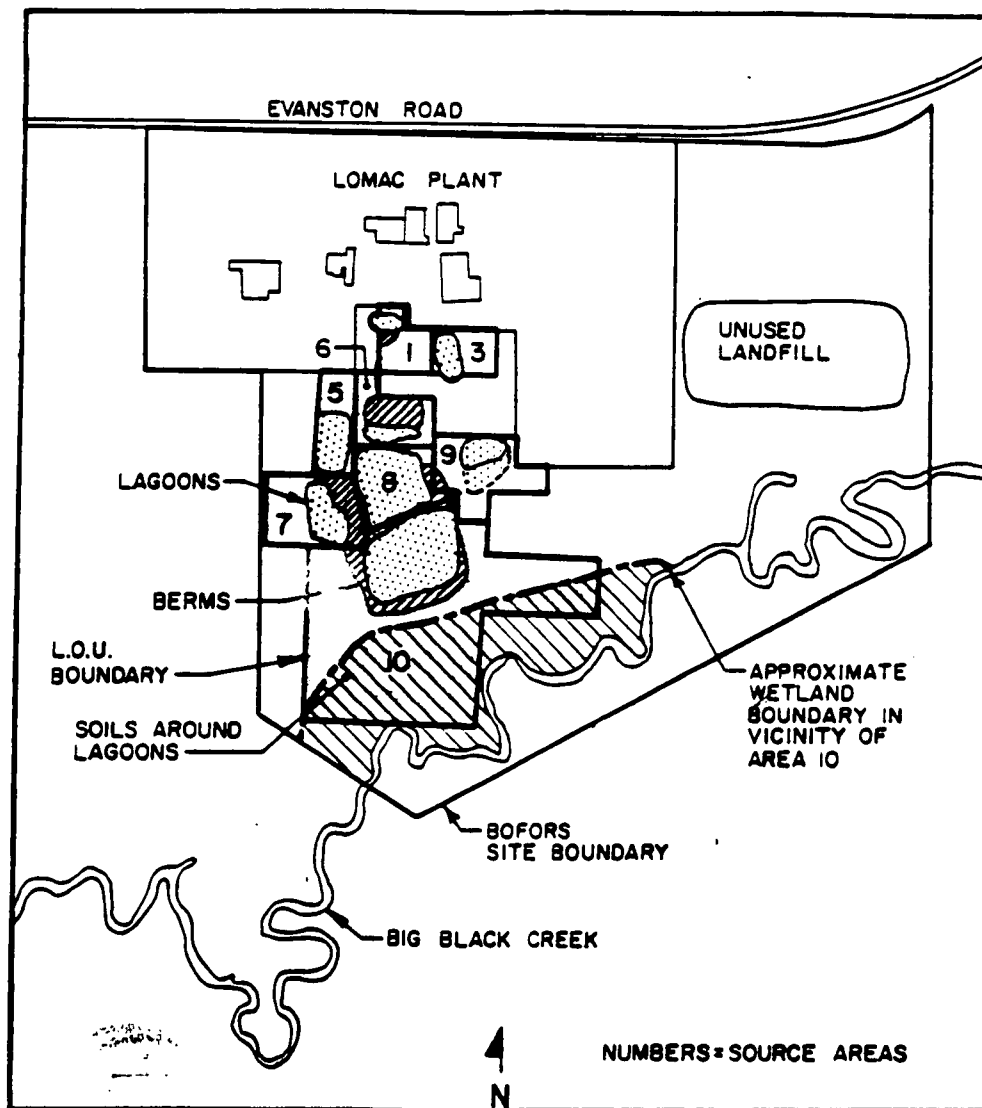 EVANSTON ROAD
LOMAC PLANT
UNUSED
LANDFILL
6
1
3
5
9
LAGOONS
8
7
BERMS
L.O.U.
BOUNDARY
10
SOILS AROUND
LAGOONS
APPROXIMATE
WETLAND
BOUNDARY IN
VICINITY OF
AREA 10
BOFORS
SITE BOUNDARY
BIG BLACK CREEK
N
NUMBERS = SOURCE AREAS